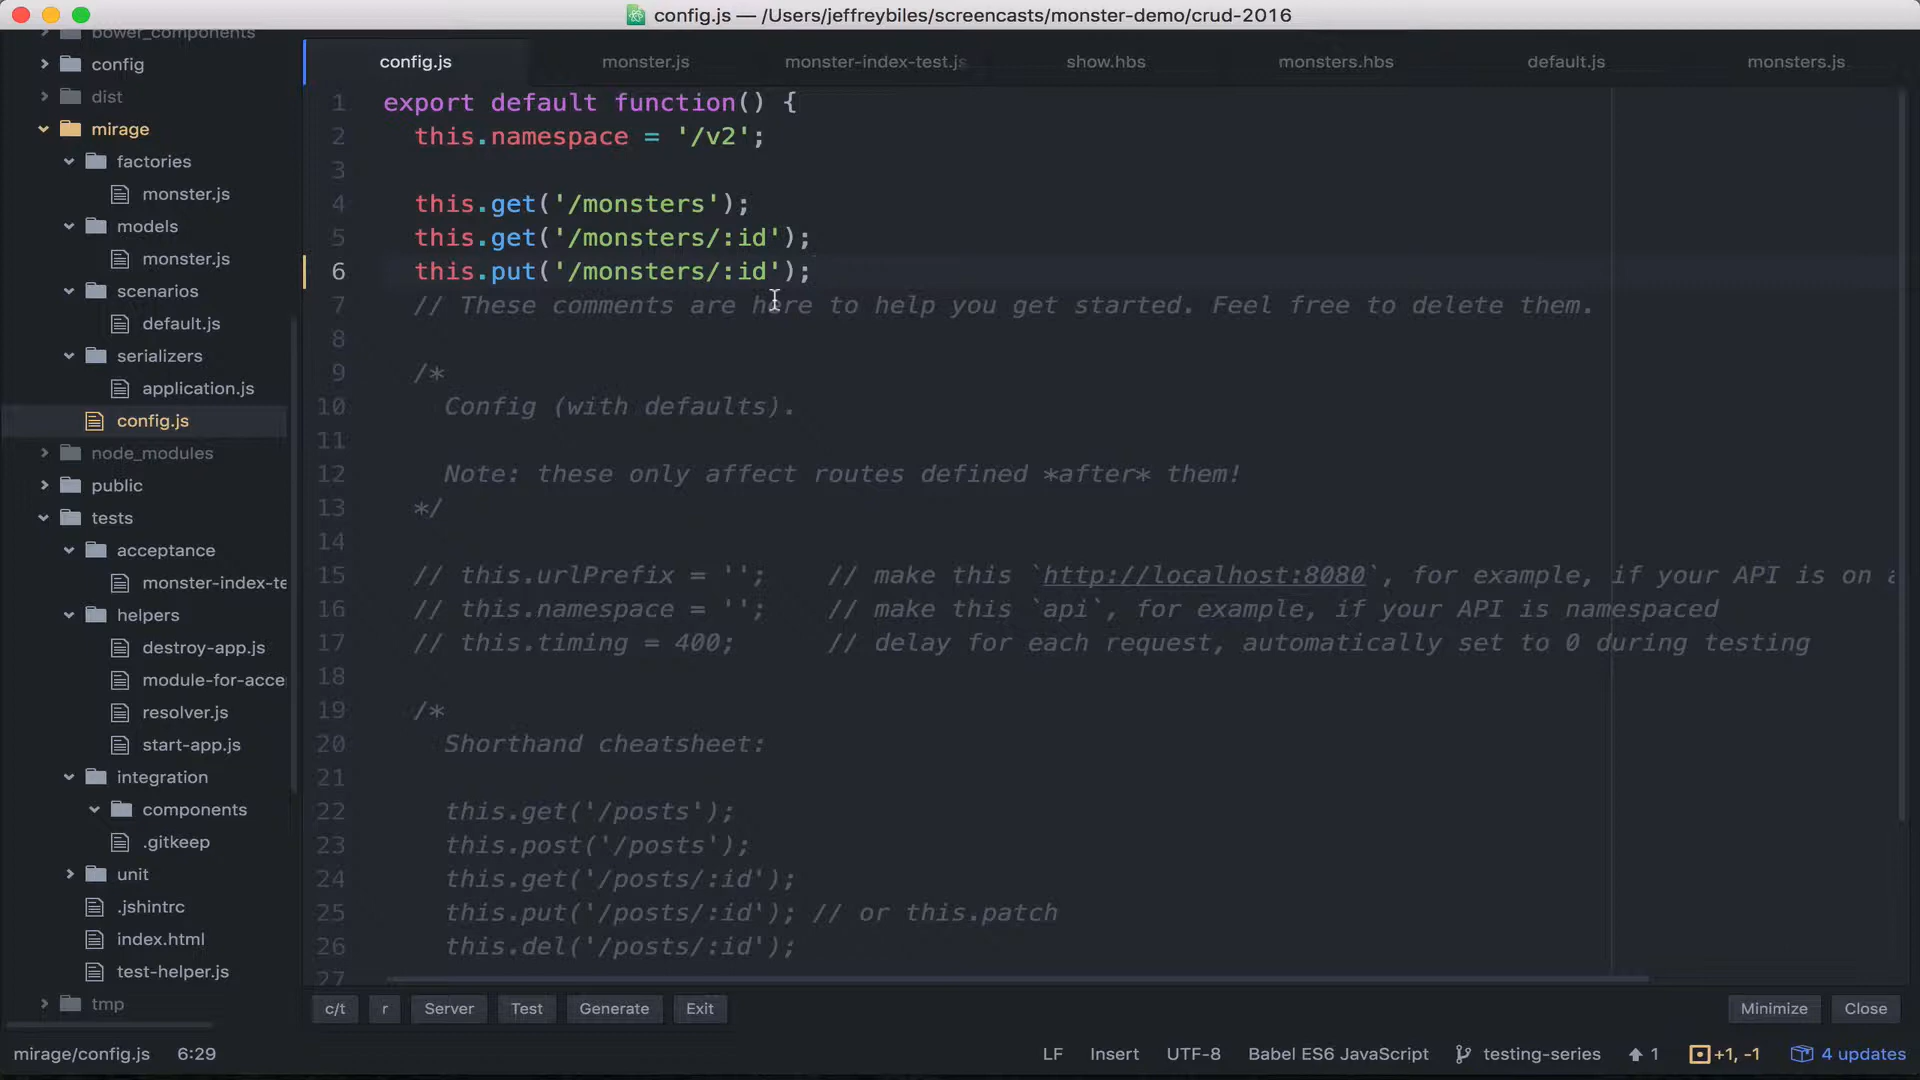 config.js — /Users/jeffreybiles/screencasts/monster-demo/crud-2016
bower_components
config
dist
mirage
factories
monster.js
models
monster.js
scenarios
default.js
serializers
application.js
config.js
node_modules
public
tests
acceptance
monster-index-te
helpers
destroy-app.js
module-for-acce
resolver.js
start-app.js
integration
components
.gitkeep
unit
.jshintrc
index.html
test-helper.js
tmp
config.js monster.js monster-index-test.js show.hbs monsters.hbs default.js monsters.js
1 export default function() {
2 this.namespace = '/v2';
3
4 this.get('/monsters');
5 this.get('/monsters/:id');
6 this.put('/monsters/:id');
7 // These comments are here to help you get started. Feel free to delete them.
8
9 /*
10 Config (with defaults).
11
12 Note: these only affect routes defined *after* them!
13 */
14
15 // this.urlPrefix = ''; // make this `http://localhost:8080`, for example, if your API is on a
16 // this.namespace = ''; // make this `api`, for example, if your API is namespaced
17 // this.timing = 400; // delay for each request, automatically set to 0 during testing
18
19 /*
20 Shorthand cheatsheet:
21
22 this.get('/posts');
23 this.post('/posts');
24 this.get('/posts/:id');
25 this.put('/posts/:id'); // or this.patch
26 this.del('/posts/:id');
27
c/t r Server Test Generate Exit Minimize Close
mirage/config.js 6:29 LF Insert UTF-8 Babel ES6 JavaScript testing-series 1 +1, -1 4 updates